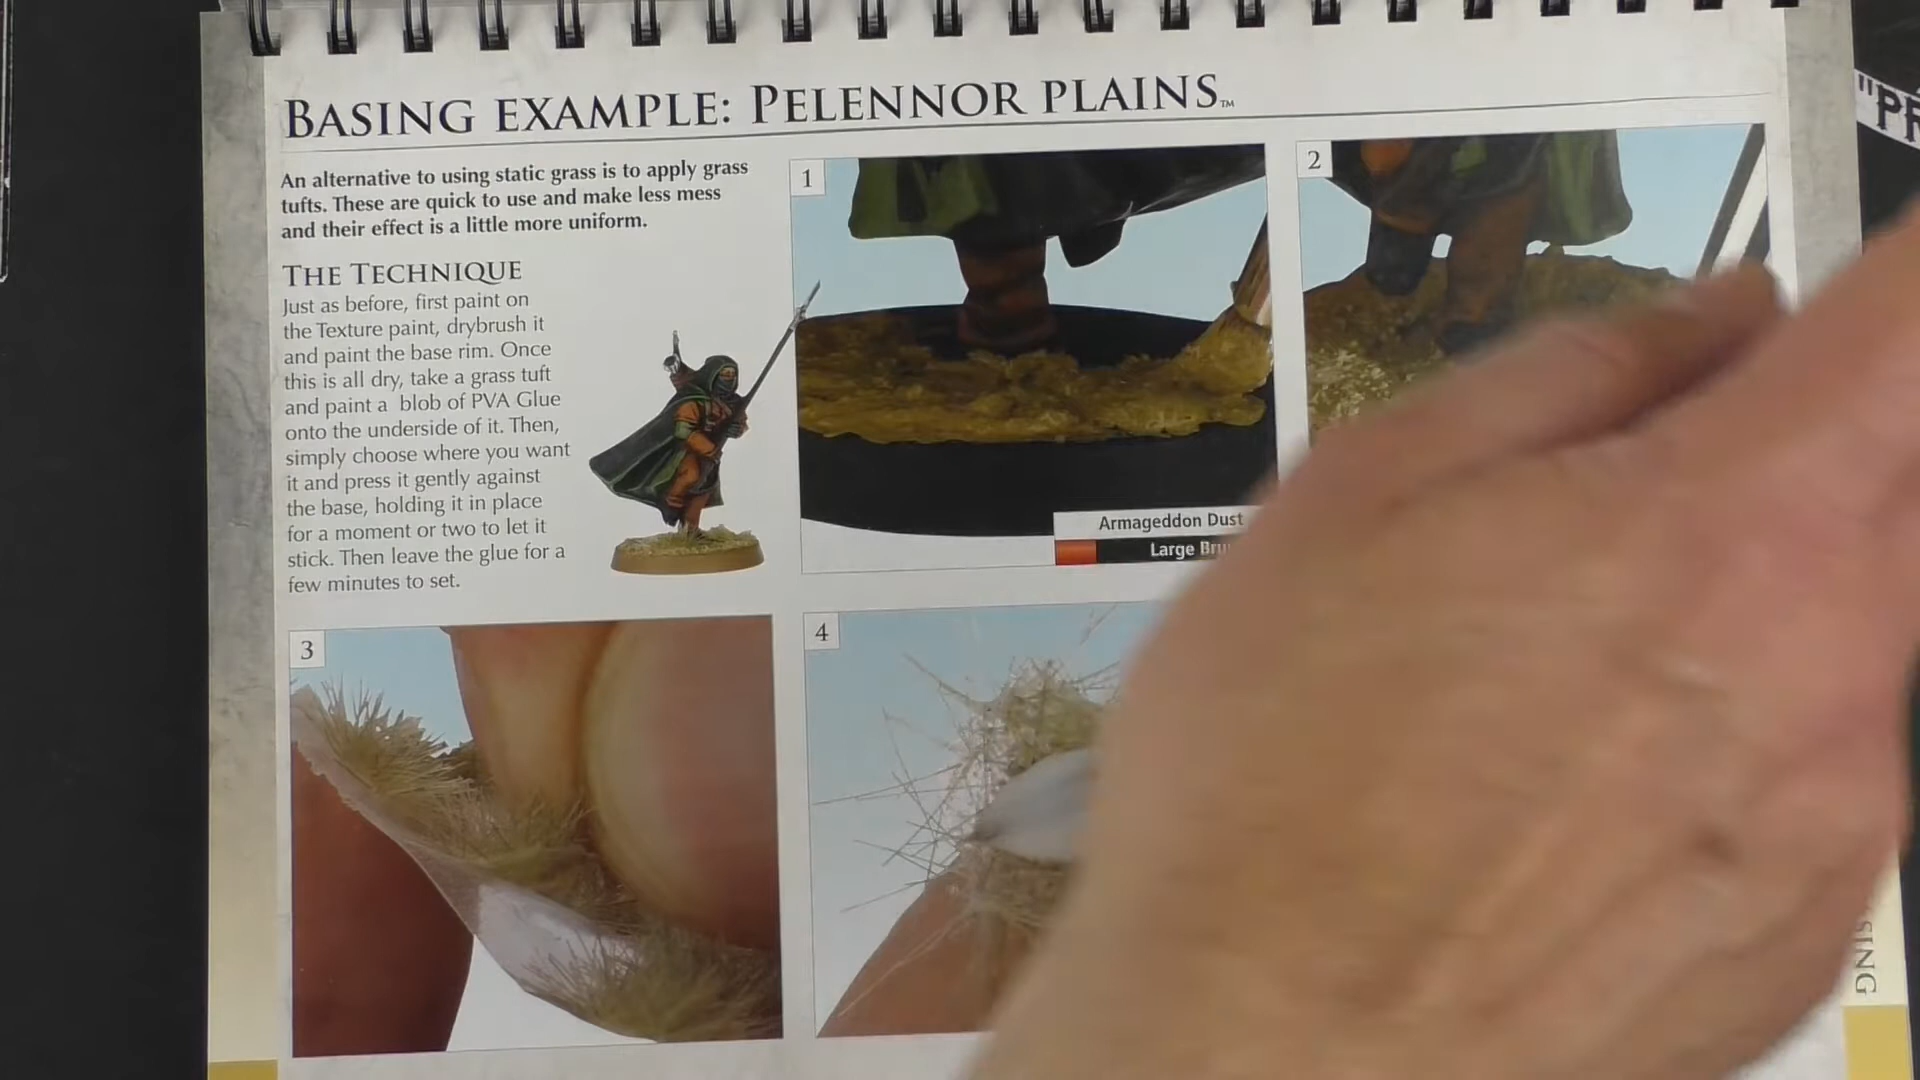 BASING EXAMPLE: PELENNOR PLAINS™
An alternative to using static grass is to apply grass
tufts. These are quick to use and make less mess
and their effect is a little more uniform.
THE TECHNIQUE
Just as before, first paint on
the Texture paint, drybrush it
and paint the base rim. Once
this is all dry, take a grass tuft
and paint a blob of PVA Glue
onto the underside of it. Then,
simply choose where you want
it and press it gently against
the base, holding it in place
for a moment or two to let it
stick. Then leave the glue for a
few minutes to set.
1
Armageddon Dust
Large
2
3
4